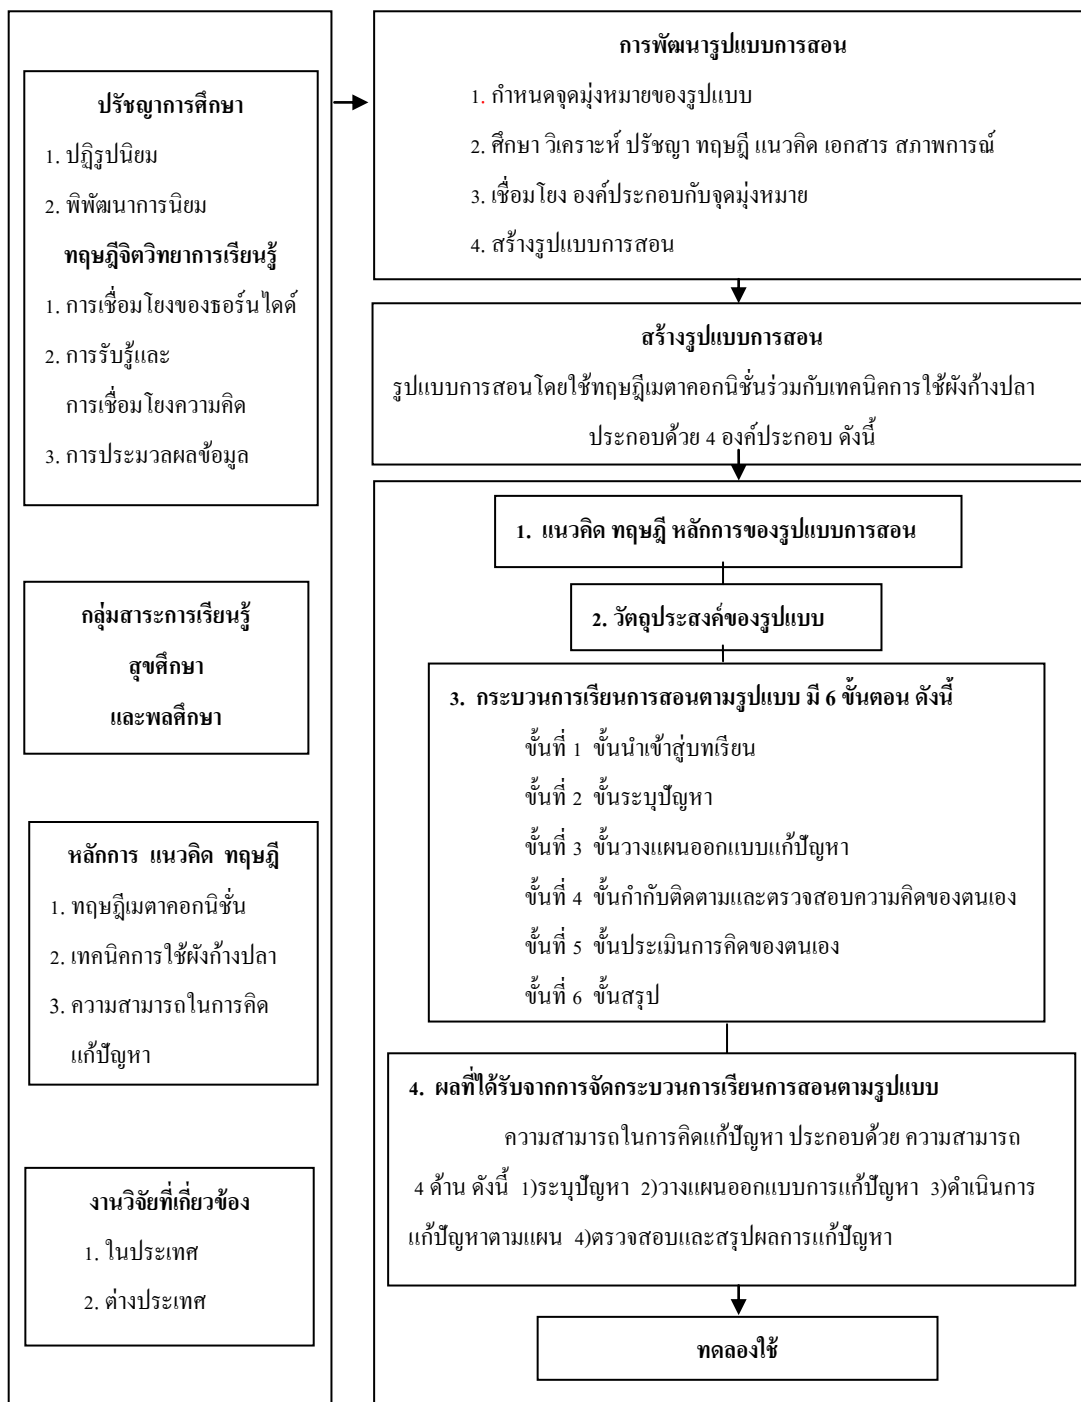 ปรัชญาการศึกษา
1. ปฏิรูปนิยม
2. พิพัฒนาการนิยม
ทฤษฎีจิตวิทยาการเรียนรู้
1. การเชื่อมโยงของธอร์นไดค์
2. การรับรู้และ
การเชื่อมโยงความคิด
3. การประมวลผลข้อมูล
กลุ่มสาระการเรียนรู้
สุขศึกษา
และพลศึกษา
หลักการ แนวคิด ทฤษฎี
1. ทฤษฎีเมตาคอกนิชั่น
2. เทคนิคการใช้ผังก้างปลา
3. ความสามารถในการคิด
แก้ปัญหา
งานวิจัยที่เกี่ยวข้อง
1. ในประเทศ
2. ต่างประเทศ
การพัฒนารูปแบบการสอน
1. กำหนดจุดมุ่งหมายของรูปแบบ
2. ศึกษา วิเคราะห์ ปรัชญา ทฤษฎี แนวคิด เอกสาร สภาพการณ์
3. เชื่อมโยง องค์ประกอบกับจุดมุ่งหมาย
4. สร้างรูปแบบการสอน
สร้างรูปแบบการสอน
รูปแบบการสอนโดยใช้ทฤษฎีเมตาคอกนิชั่นร่วมกับเทคนิคการใช้ผังก้างปลา
ประกอบด้วย 4 องค์ประกอบ ดังนี้
1. แนวคิด ทฤษฎี หลักการของรูปแบบการสอน
2. วัตถุประสงค์ของรูปแบบ
3. กระบวนการเรียนการสอนตามรูปแบบ มี 6 ขั้นตอน ดังนี้
ขั้นที่ 1 ขั้นนำเข้าสู่บทเรียน
ขั้นที่ 2 ขั้นระบุปัญหา
ขั้นที่ 3 ขั้นวางแผนออกแบบแก้ปัญหา
ขั้นที่ 4 ขั้นกำกับติดตามและตรวจสอบความคิดของตนเอง
ขั้นที่ 5 ขั้นประเมินการคิดของตนเอง
ขั้นที่ 6 ขั้นสรุป
4. ผลที่ได้รับจากการจัดกระบวนการเรียนการสอนตามรูปแบบ
ความสามารถในการคิดแก้ปัญหา ประกอบด้วย ความสามารถ
4 ด้าน ดังนี้ 1)ระบุปัญหา 2)วางแผนออกแบบการแก้ปัญหา 3)ดำเนินการ
แก้ปัญหาตามแผน 4)ตรวจสอบและสรุปผลการแก้ปัญหา
ทดลองใช้